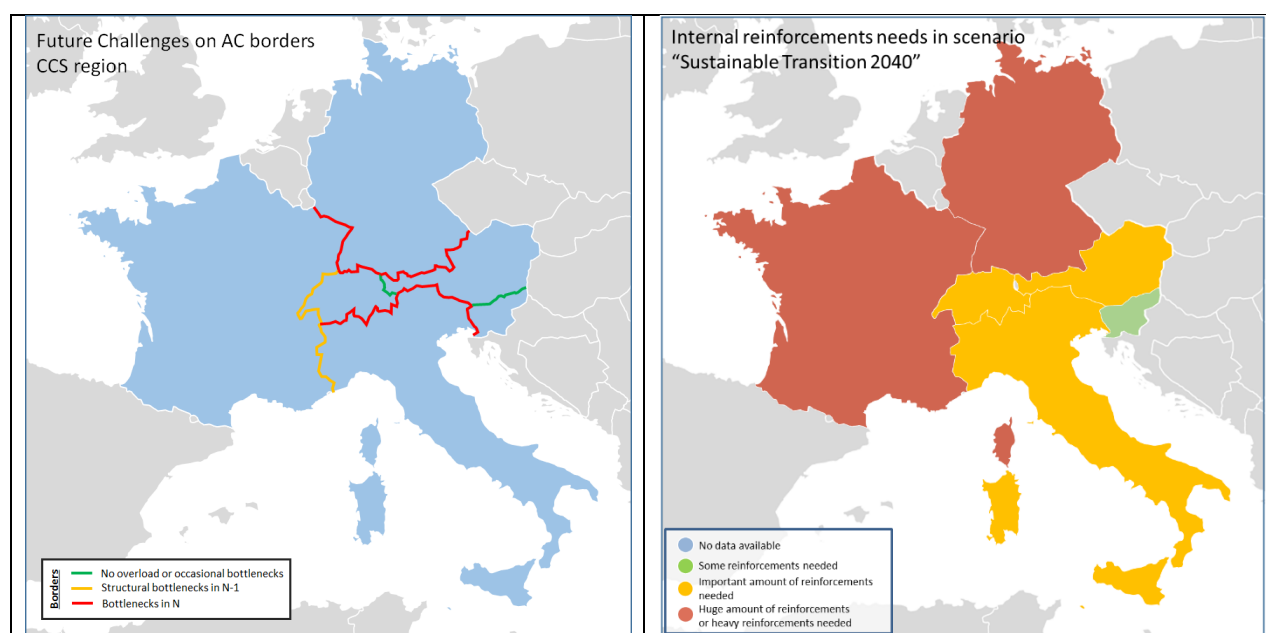 Future Challenges on AC borders
CCS region
Borders
No overload or occasional bottlenecks
Structural bottlenecks in N-1
Bottlenecks in N
Internal reinforcements needs in scenario
“Sustainable Transition 2040”
No data available
Some reinforcements needed
Important amount of reinforcements
needed
Huge amount of reinforcements
or heavy reinforcements needed